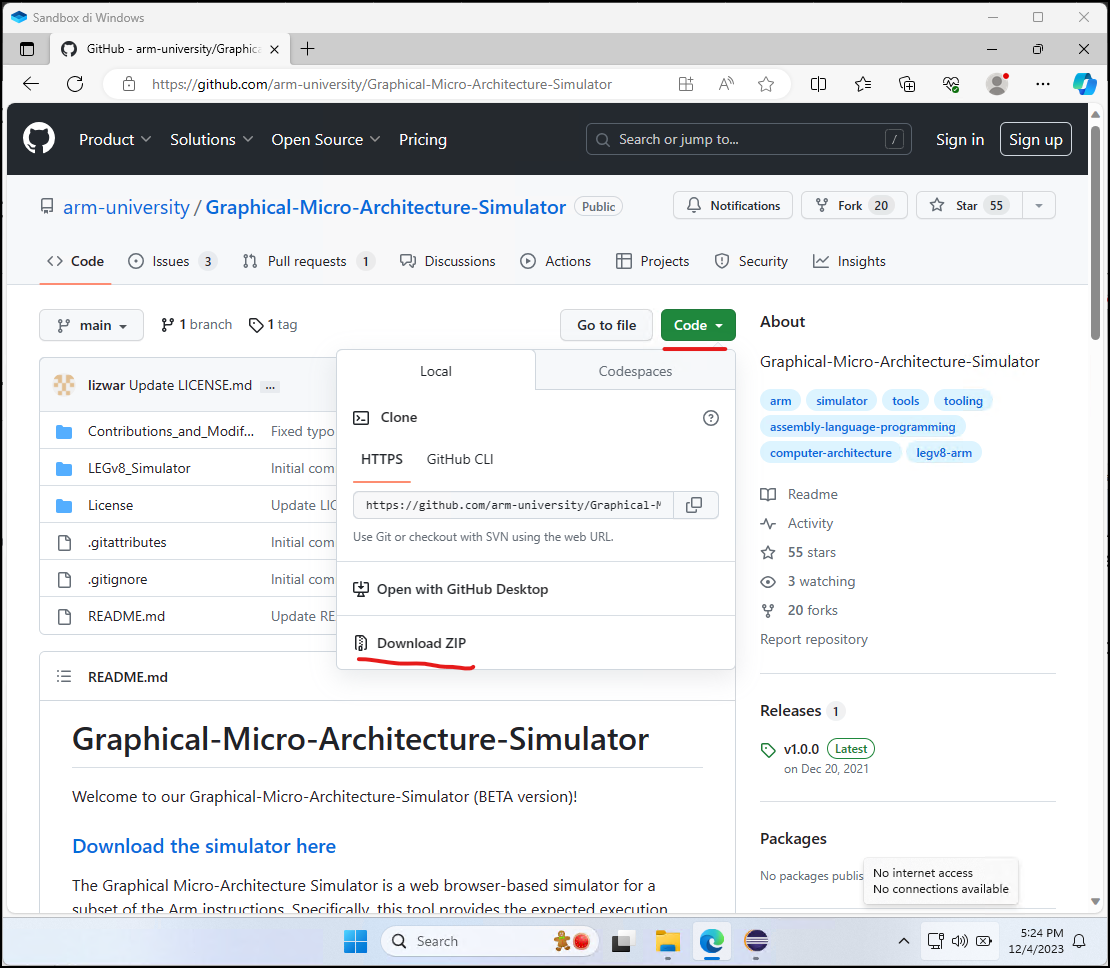 Sandbox di Windows
GitHub - arm-university/Graphica
https://github.com/arm-university/Graphical-Micro-Architecture-Simulator
Product Solutions Open Source Pricing Search or jump to... / Sign in Sign up
arm-university / Graphical-Micro-Architecture-Simulator Public Notifications Fork 20 Star 55
Code Issues 3 Pull requests 1 Discussions Actions Projects Security Insights
main 1 branch 1 tag Go to file Code
lizwar Update LICENSE.md ...
Contributions_and_Modif... Fixed typo
LEGv8_Simulator Initial com
License Update LIC
.gitattributes Initial com
.gitignore Initial com
README.md Update RE
Local Codespaces
Clone
HTTPS GitHub CLI
https://github.com/arm-university/Graphical-M
Use Git or checkout with SVN using the web URL.
Open with GitHub Desktop
Download ZIP
README.md
Graphical-Micro-Architecture-Simulator
Welcome to our Graphical-Micro-Architecture-Simulator (BETA version)!
Download the simulator here
The Graphical Micro-Architecture Simulator is a web browser-based simulator for a
subset of the Arm instructions. Specifically, this tool provides the expected execution
About
Graphical-Micro-Architecture-Simulator
arm simulator tools tooling
assembly-language-programming
computer-architecture legv8-arm
Readme
Activity
55 stars
3 watching
20 forks
Report repository
Releases 1
v1.0.0 Latest
on Dec 20, 2021
Packages
No packages publis
No internet access
No connections available
Search
5:24 PM
12/4/2023